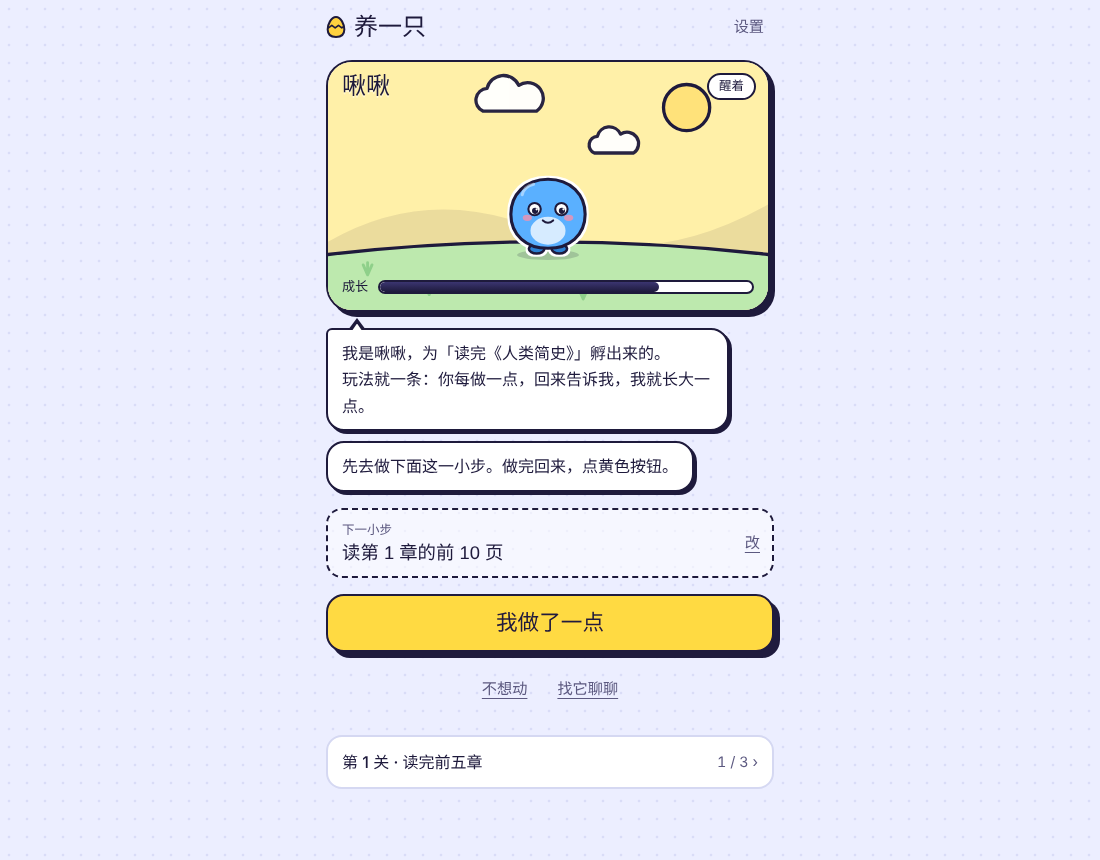 养一只
设置
啾啾
醒着
成长
我是啾啾，为「读完《人类简史》」孵出来的。
玩法就一条：你每做一点，回来告诉我，我就长大一
点。
先去做下面这一小步。做完回来，点黄色按钮。
下一小步
读第 1 章的前 10 页
改
我做了一点
不想动
找它聊聊
第 1 关 · 读完前五章
1 / 3 ›